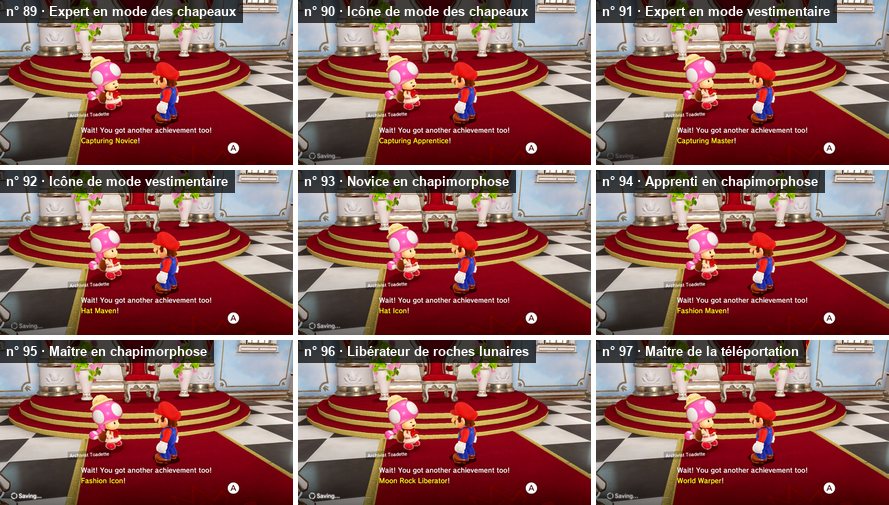 n° 89 · Expert en mode des chapeaux
Archivist Toadette
Wait! You got another achievement too!
Capturing Novice!
A
n° 90 · Icône de mode des chapeaux
Archivist Toadette
Wait! You got another achievement too!
Capturing Apprentice!
A
Saving...
n° 91 · Expert en mode vestimentaire
Archivist Toadette
Wait! You got another achievement too!
Capturing Master!
A
Saving...
n° 92 · Icône de mode vestimentaire
Archivist Toadette
Wait! You got another achievement too!
Hat Maven!
A
Saving...
n° 93 · Novice en chapimorphose
Archivist Toadette
Wait! You got another achievement too!
Hat Icon!
A
Saving...
n° 94 · Apprenti en chapimorphose
Archivist Toadette
Wait! You got another achievement too!
Fashion Maven!
A
n° 95 · Maître en chapimorphose
Archivist Toadette
Wait! You got another achievement too!
Fashion Icon!
A
Saving...
n° 96 · Libérateur de roches lunaires
Archivist Toadette
Wait! You got another achievement too!
Moon Rock Liberator!
A
Saving...
n° 97 · Maître de la téléportation
Archivist Toadette
Wait! You got another achievement too!
World Warper!
A
Saving...